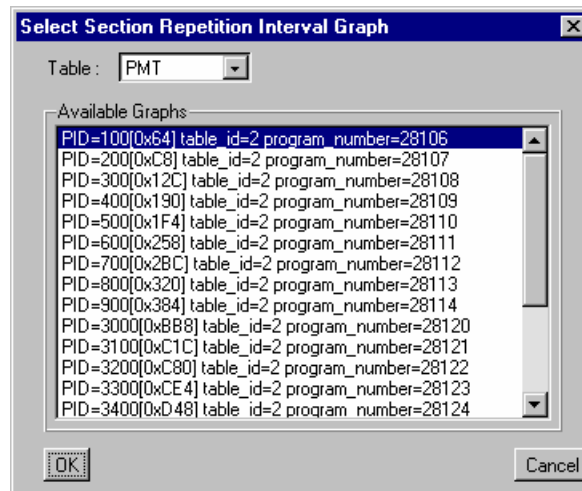 Select Section Repetition Interval Graph
Table : PMT
Available Graphs
PID=100[0x64] table_id=2 program_number=28106
PID=200[0xC8] table_id=2 program_number=28107
PID=300[0x12C] table_id=2 program_number=28108
PID=400[0x190] table_id=2 program_number=28109
PID=500[0x1F4] table_id=2 program_number=28110
PID=600[0x258] table_id=2 program_number=28111
PID=700[0x2BC] table_id=2 program_number=28112
PID=800[0x320] table_id=2 program_number=28113
PID=900[0x384] table_id=2 program_number=28114
PID=3000[0xBB8] table_id=2 program_number=28120
PID=3100[0xC1C] table_id=2 program_number=28121
PID=3200[0xC80] table_id=2 program_number=28122
PID=3300[0xCE4] table_id=2 program_number=28123
PID=3400[0xD48] table_id=2 program_number=28124
OK Cancel